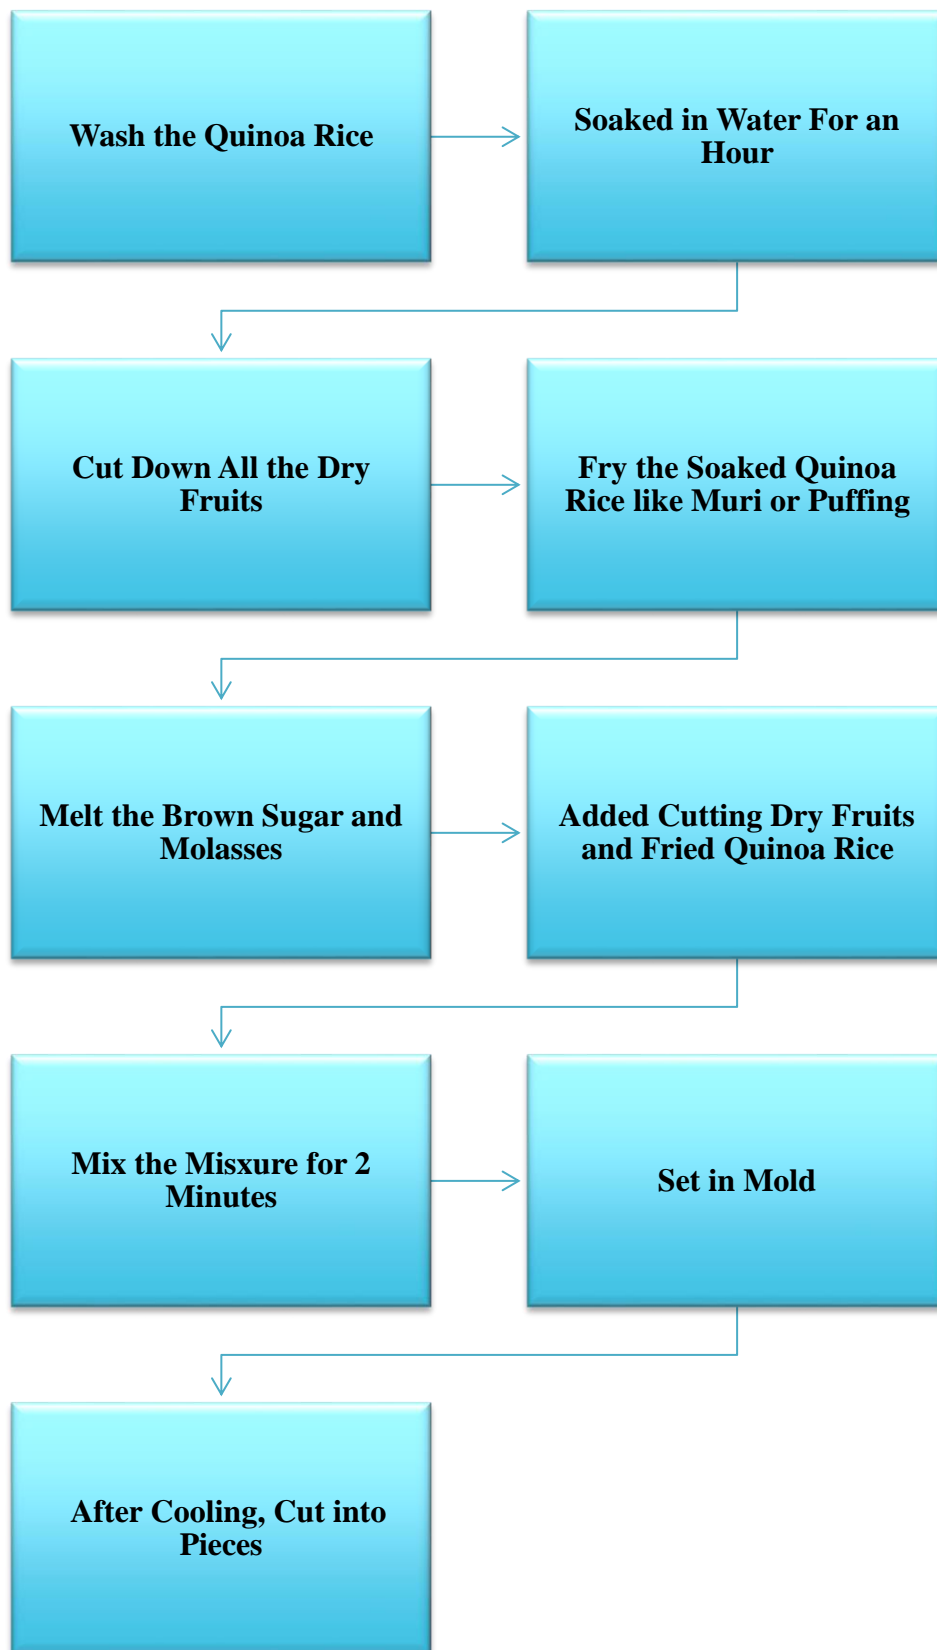 Wash the Quinoa Rice
Soaked in Water For an
Hour
Cut Down All the Dry
Fruits
Fry the Soaked Quinoa
Rice like Muri or Puffing
Melt the Brown Sugar and
Molasses
Added Cutting Dry Fruits
and Fried Quinoa Rice
Mix the Misxure for 2
Minutes
Set in Mold
After Cooling, Cut into
Pieces